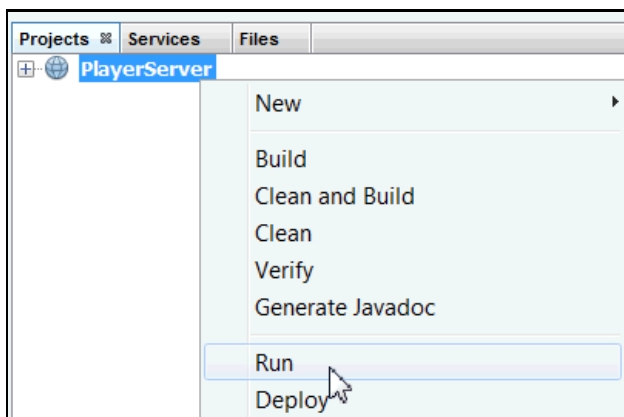 Projects Services Files
PlayerServer
New
Build
Clean and Build
Clean
Verify
Generate Javadoc
Run
Deploy